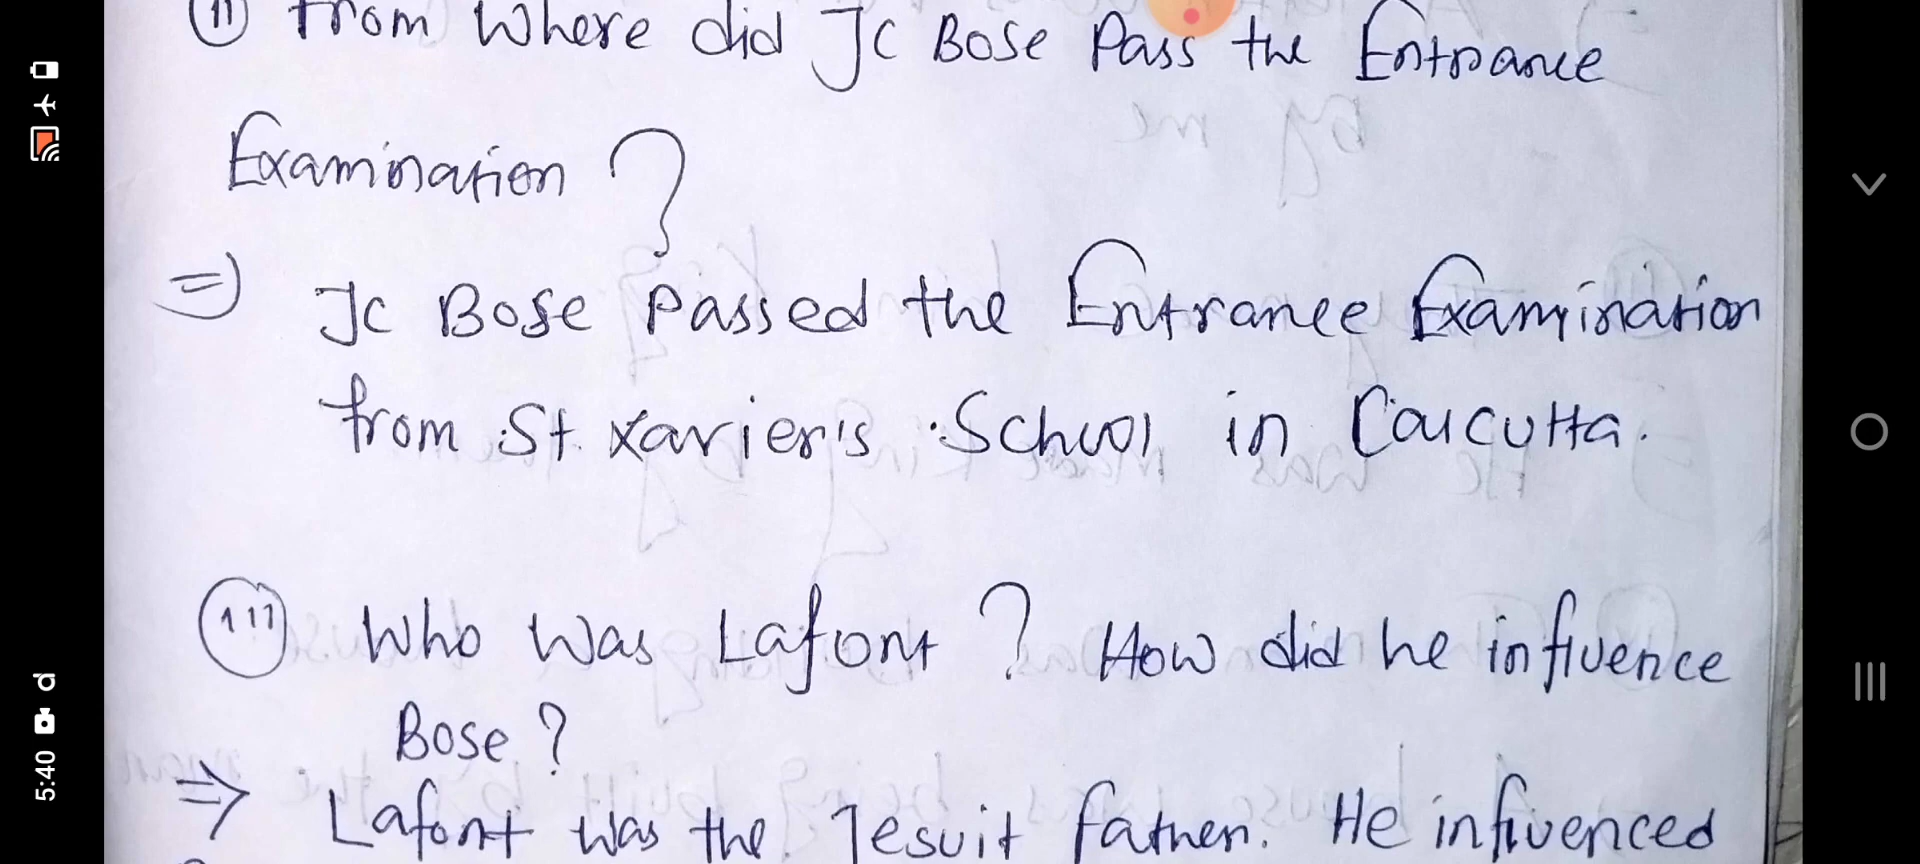 (ii) From where did JC Bose Pass the Entrance
Examination ?
=) JC Bose Passed the Entrance Examination
from St. Xavier's School in Calcutta.
(iii) Who was Lafont ? How did he influence
Bose ?
=> Lafont was the Jesuit father. He influenced
5:40